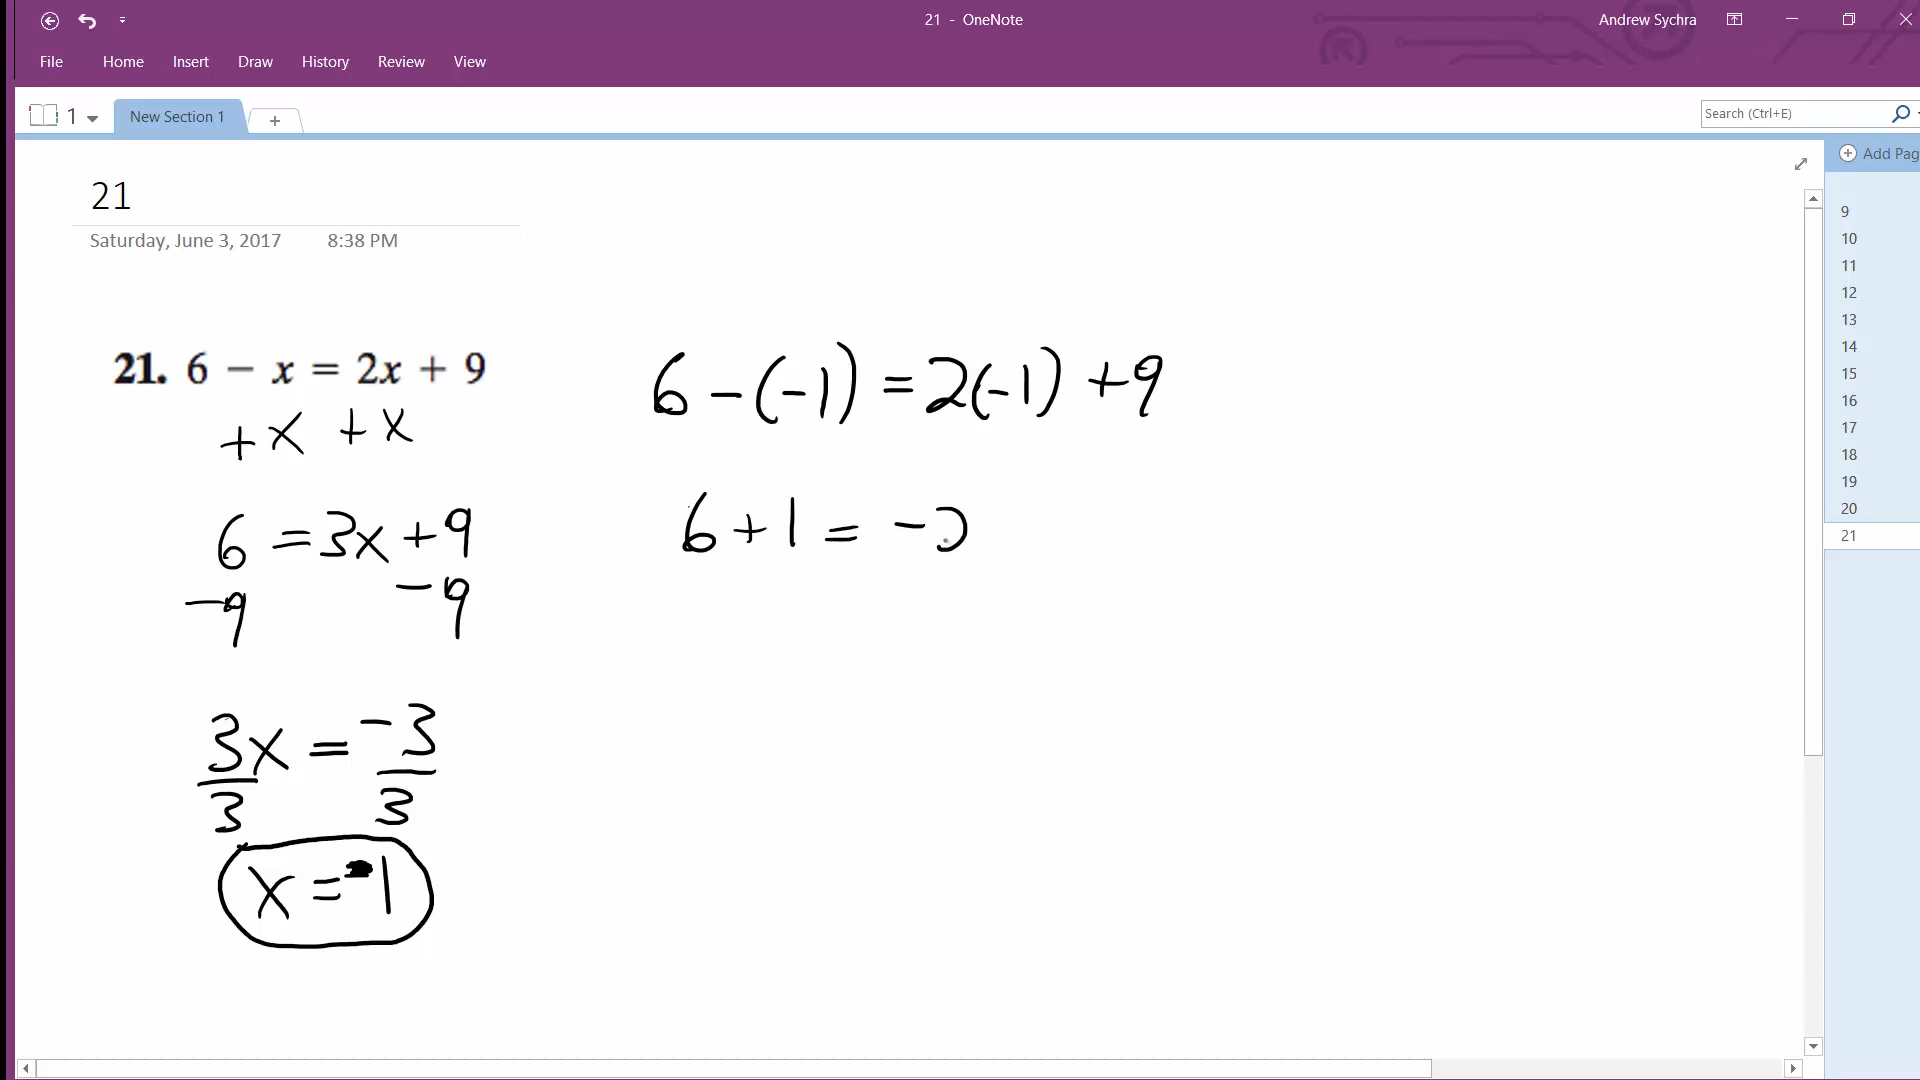 21 - OneNote
Andrew Sychra
File Home Insert Draw History Review View
1 New Section 1 +
Search (Ctrl+E)
Add Pag
21
Saturday, June 3, 2017 8:38 PM
21. 6 − x = 2x + 9
+x +x
6 = 3x + 9
-9 -9
3x = -3
3 3
x = -1
6 - (-1) = 2(-1) + 9
6 + 1 = -
9
10
11
12
13
14
15
16
17
18
19
20
21